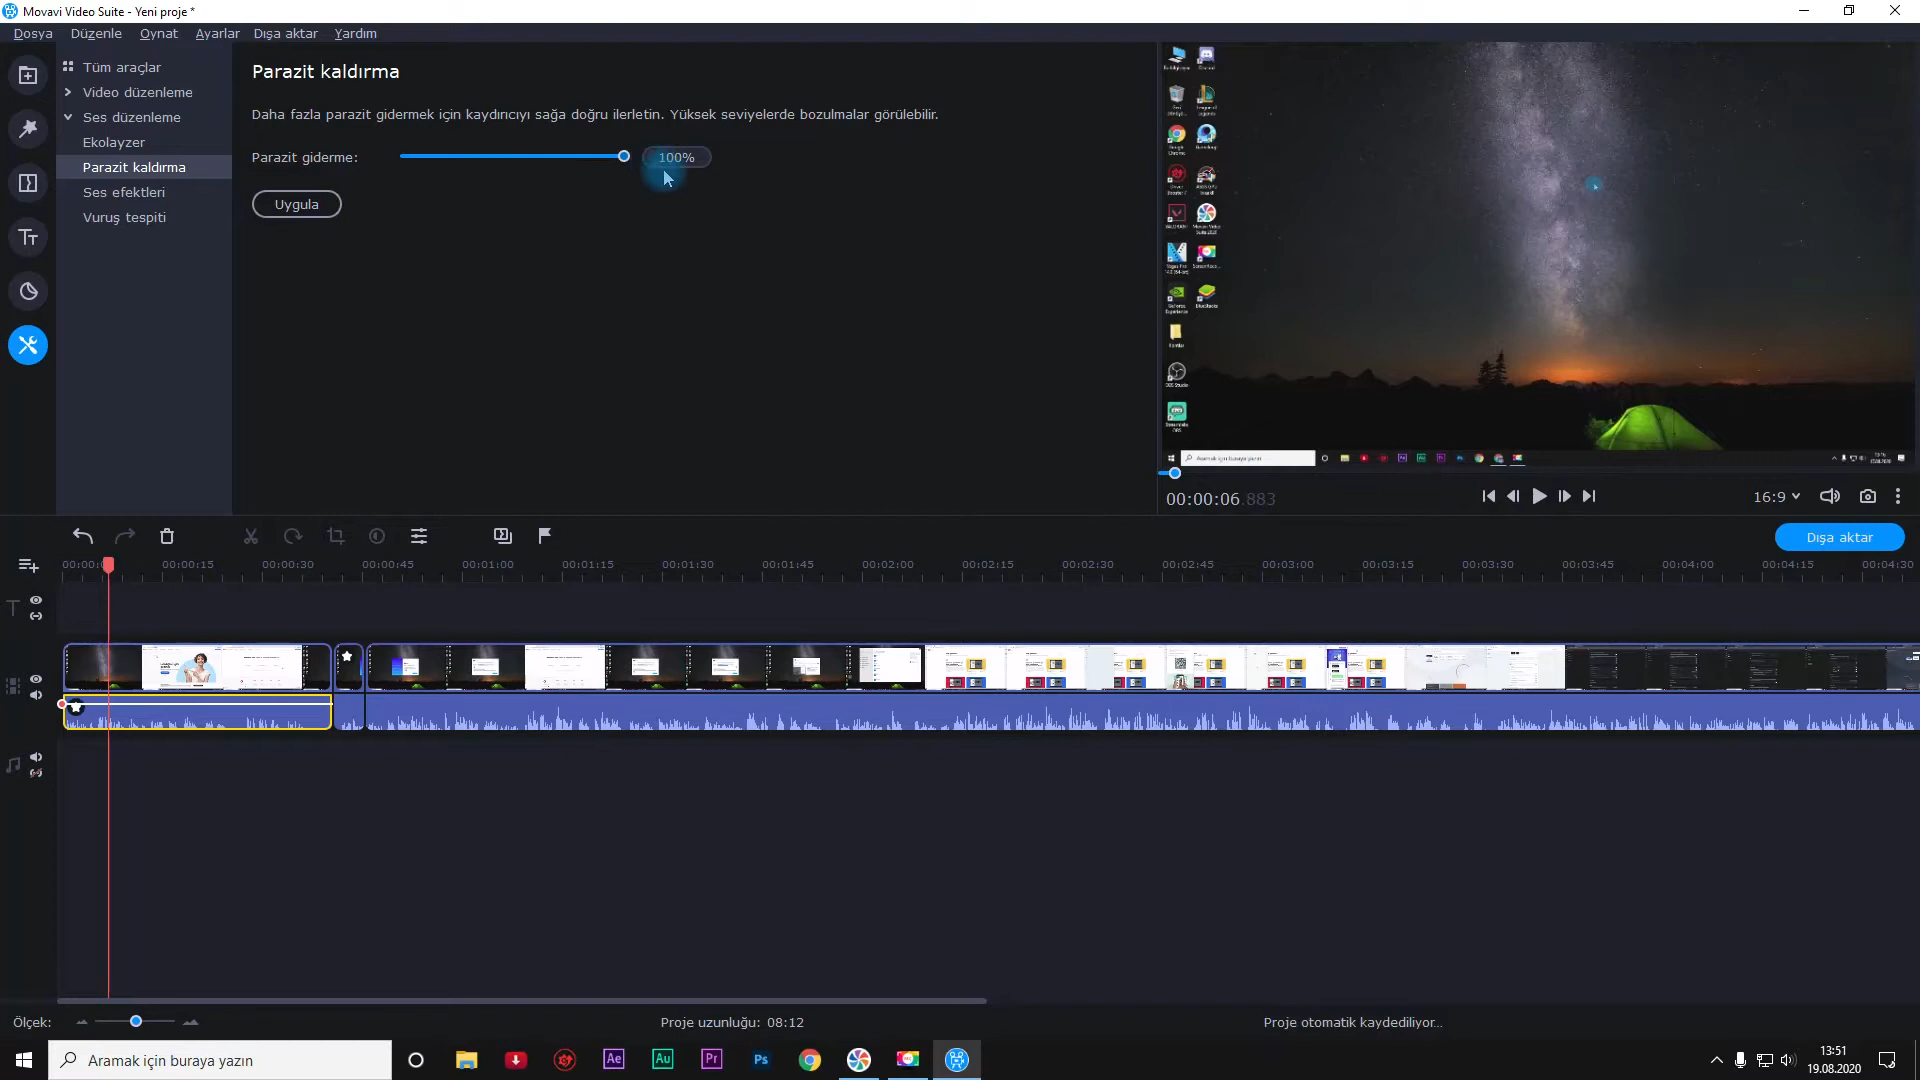 Movavi Video Suite - Yeni proje *
Dosya Düzenle Oynat Ayarlar Dışa aktar Yardım
Tüm araçlar
Video düzenleme
Ses düzenleme
Ekolayzer
Parazit kaldırma
Ses efektleri
Vuruş tespiti
Parazit kaldırma
Daha fazla parazit gidermek için kaydırıcıyı sağa doğru ilerletin. Yüksek seviyelerde bozulmalar görülebilir.
Parazit giderme: 100%
Uygula
Aramak için buraya yazın
00:00:06.883
16:9
Dışa aktar
00:00:15 00:00:30 00:00:45 00:01:00 00:01:15 00:01:30 00:01:45 00:02:00 00:02:15 00:02:30 00:02:45 00:03:00 00:03:15 00:03:30 00:03:45 00:04:00 00:04:15 00:04:30
Ölçek:
Proje uzunluğu: 08:12
Proje otomatik kaydediliyor...
Aramak için buraya yazın
Ae Au Pr Ps
13:51
19.08.2020